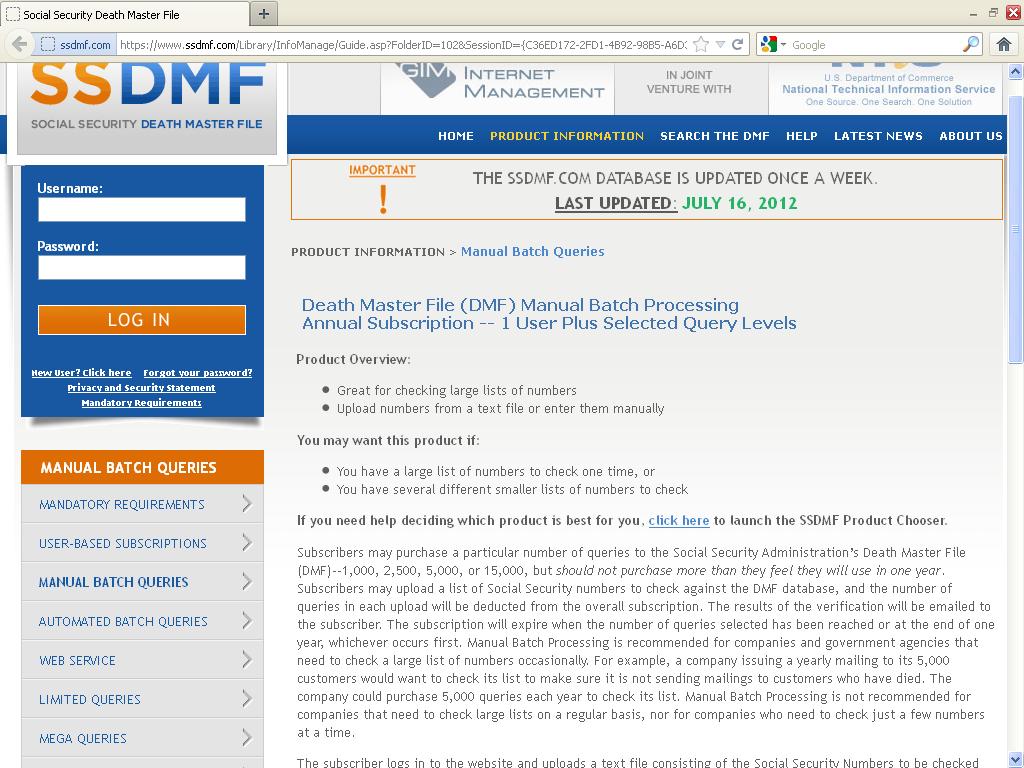 Social Security Death Master File
ssdmf.com
https://www.ssdmf.com/Library/InfoManage/Guide.asp?FolderID=102&SessionID={C36ED172-2FD1-4B92-98B5-A6D
Google
SSDMF
SOCIAL SECURITY DEATH MASTER FILE
GIM INTERNET MANAGEMENT
IN JOINT
VENTURE WITH
U.S. Department of Commerce
National Technical Information Service
One Source. One Search. One Solution
HOME PRODUCT INFORMATION SEARCH THE DMF HELP LATEST NEWS ABOUT US
Username:
Password:
LOG IN
New User? Click here Forgot your password?
Privacy and Security Statement
Mandatory Requirements
MANUAL BATCH QUERIES
MANDATORY REQUIREMENTS
USER-BASED SUBSCRIPTIONS
MANUAL BATCH QUERIES
AUTOMATED BATCH QUERIES
WEB SERVICE
LIMITED QUERIES
MEGA QUERIES
IMPORTANT
!
THE SSDMF.COM DATABASE IS UPDATED ONCE A WEEK.
LAST UPDATED: JULY 16, 2012
PRODUCT INFORMATION > Manual Batch Queries
Death Master File (DMF) Manual Batch Processing
Annual Subscription -- 1 User Plus Selected Query Levels
Product Overview:
Great for checking large lists of numbers
Upload numbers from a text file or enter them manually
You may want this product if:
You have a large list of numbers to check one time, or
You have several different smaller lists of numbers to check
If you need help deciding which product is best for you, click here to launch the SSDMF Product Chooser.
Subscribers may purchase a particular number of queries to the Social Security Administration's Death Master File
(DMF)--1,000, 2,500, 5,000, or 15,000, but should not purchase more than they feel they will use in one year.
Subscribers may upload a list of Social Security numbers to check against the DMF database, and the number of
queries in each upload will be deducted from the overall subscription. The results of the verification will be emailed to
the subscriber. The subscription will expire when the number of queries selected has been reached or at the end of one
year, whichever occurs first. Manual Batch Processing is recommended for companies and government agencies that
need to check a large list of numbers occasionally. For example, a company issuing a yearly mailing to its 5,000
customers would want to check its list to make sure it is not sending mailings to customers who have died. The
company could purchase 5,000 queries each year to check its list. Manual Batch Processing is not recommended for
companies that need to check large lists on a regular basis, nor for companies who need to check just a few numbers
at a time.
The subscriber logs in to the website and uploads a text file consisting of the Social Security Numbers to be checked